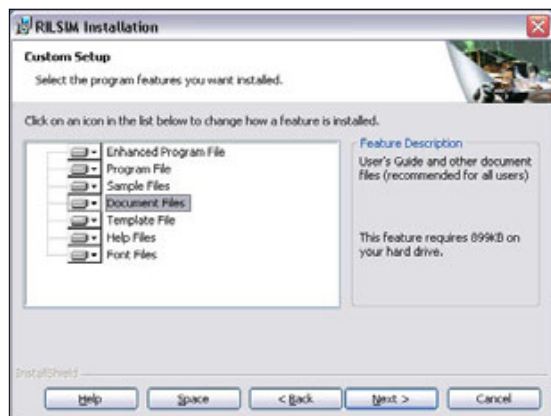 RILSIM Installation
Custom Setup
Select the program features you want installed.
Click on an icon in the list below to change how a feature is installed.
Enhanced Program File
Program File
Sample Files
Document Files
Template File
Help Files
Font Files
Feature Description
User's Guide and other document
files (recommended for all users)
This feature requires 899KB on
your hard drive.
InstallShield
Help
Space
< Back
Next >
Cancel